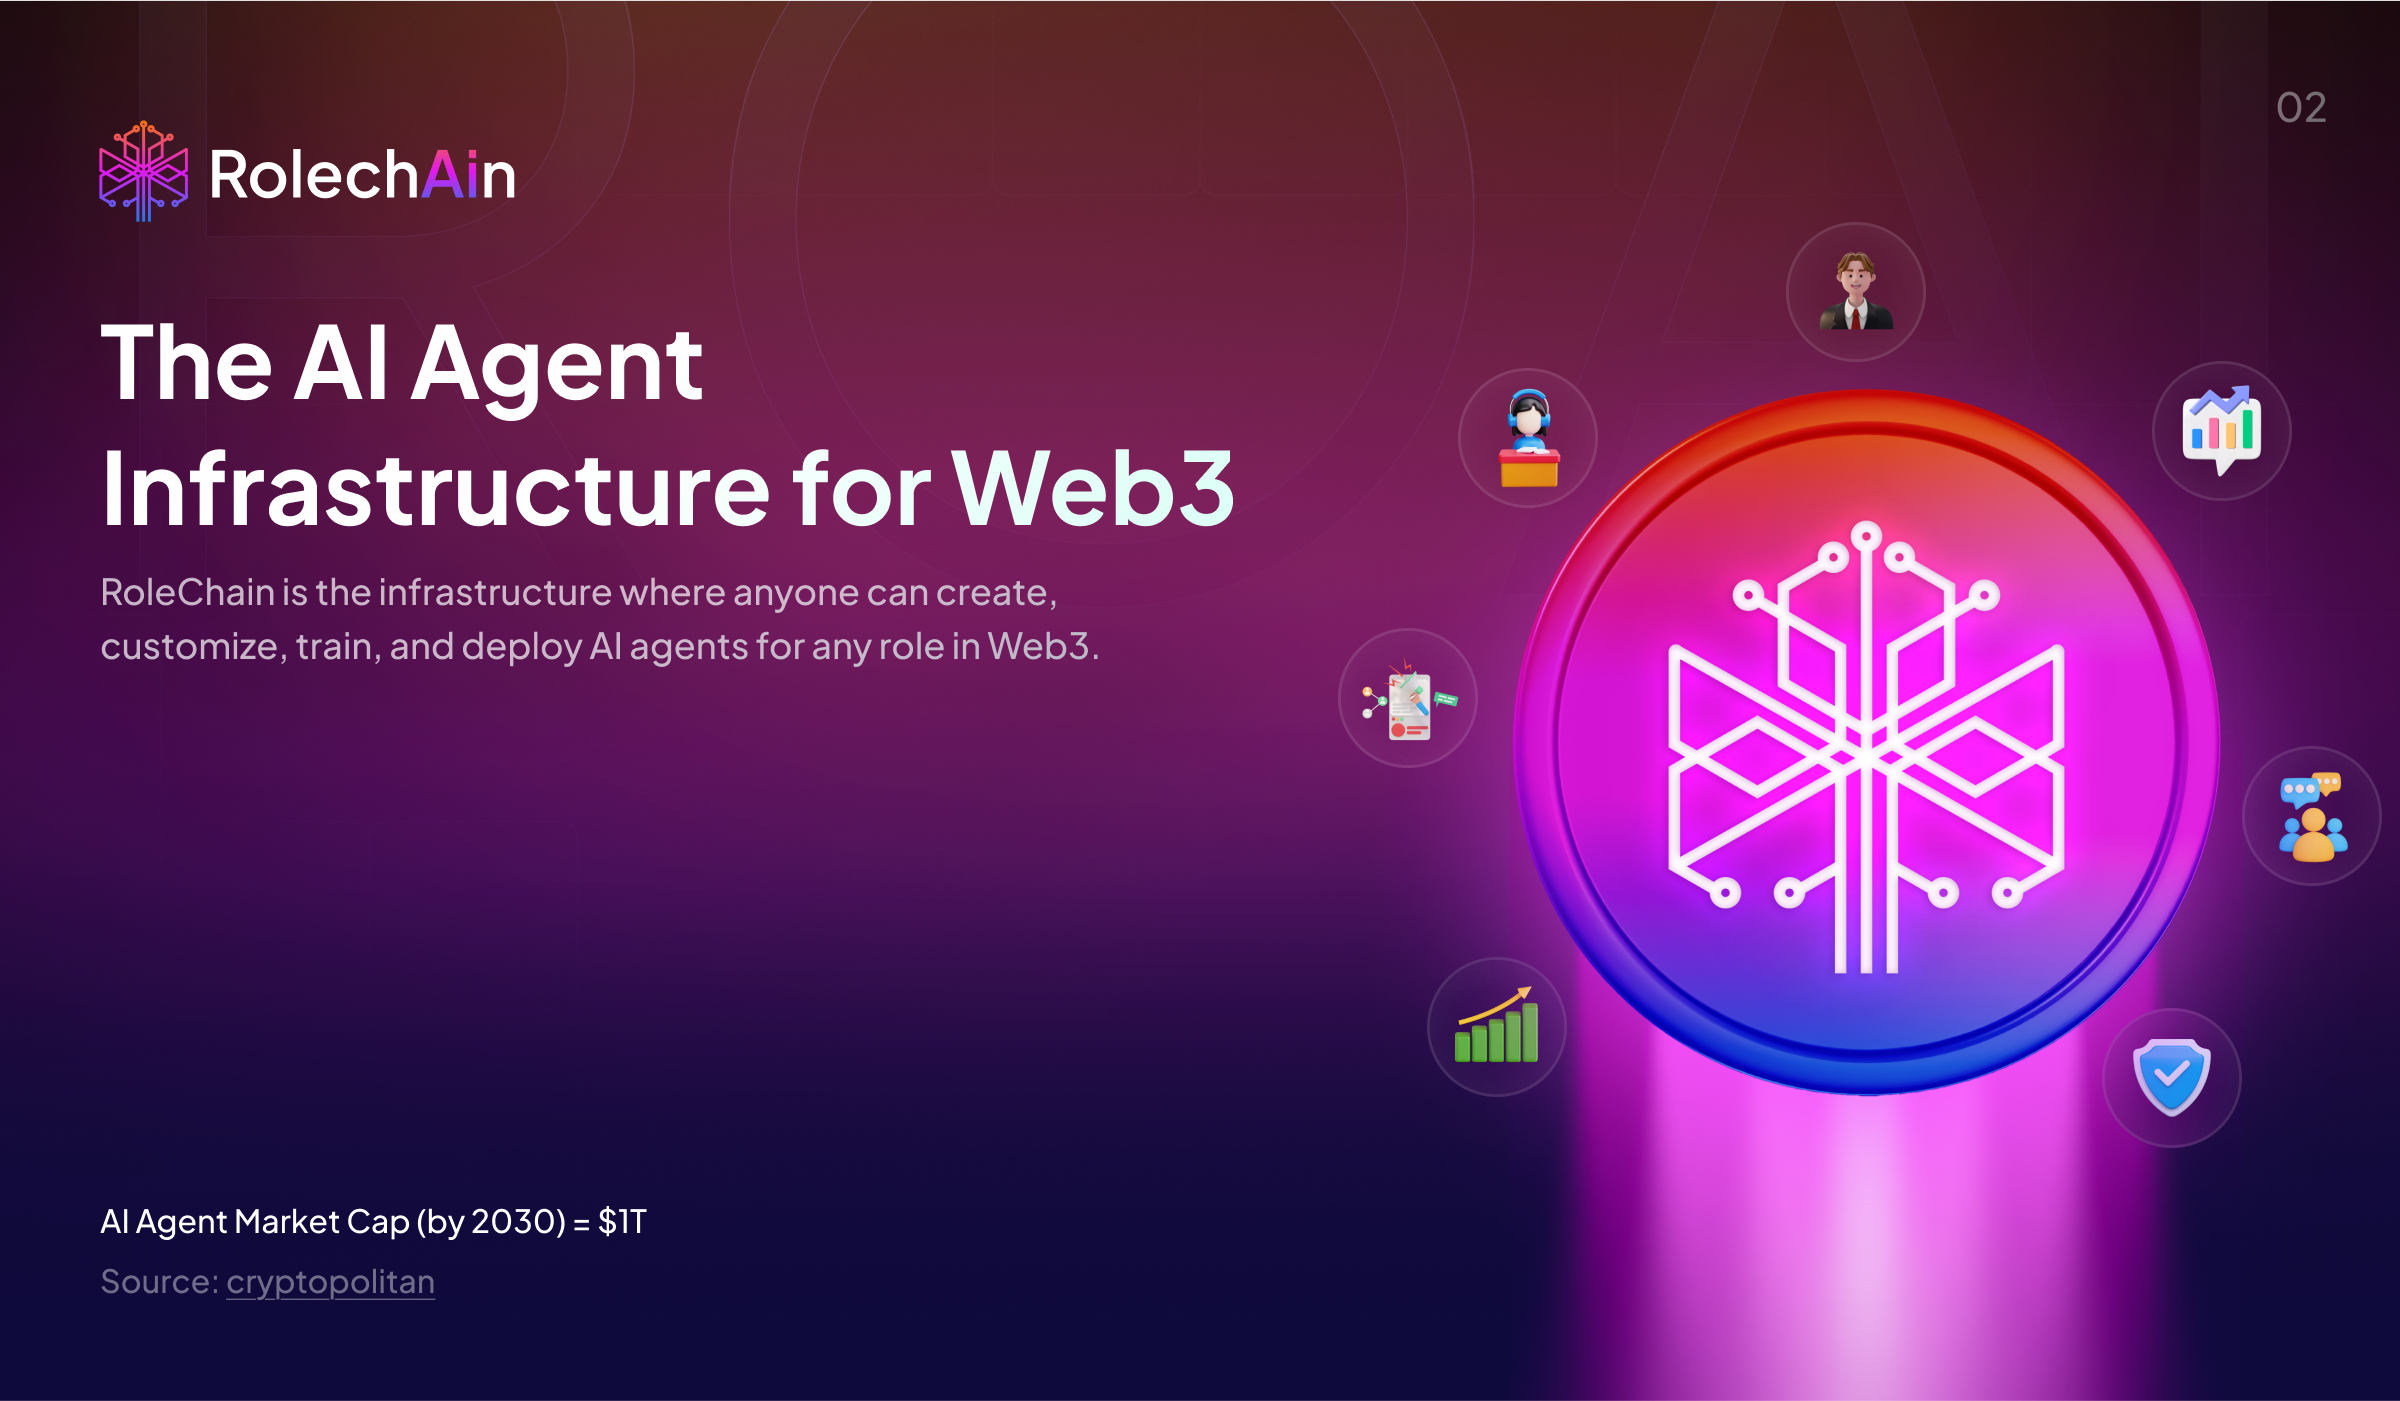 02
RolechAin
The AI Agent
Infrastructure for Web3
RoleChain is the infrastructure where anyone can create,
customize, train, and deploy AI agents for any role in Web3.
AI Agent Market Cap (by 2030) = $1T
Source: cryptopolitan